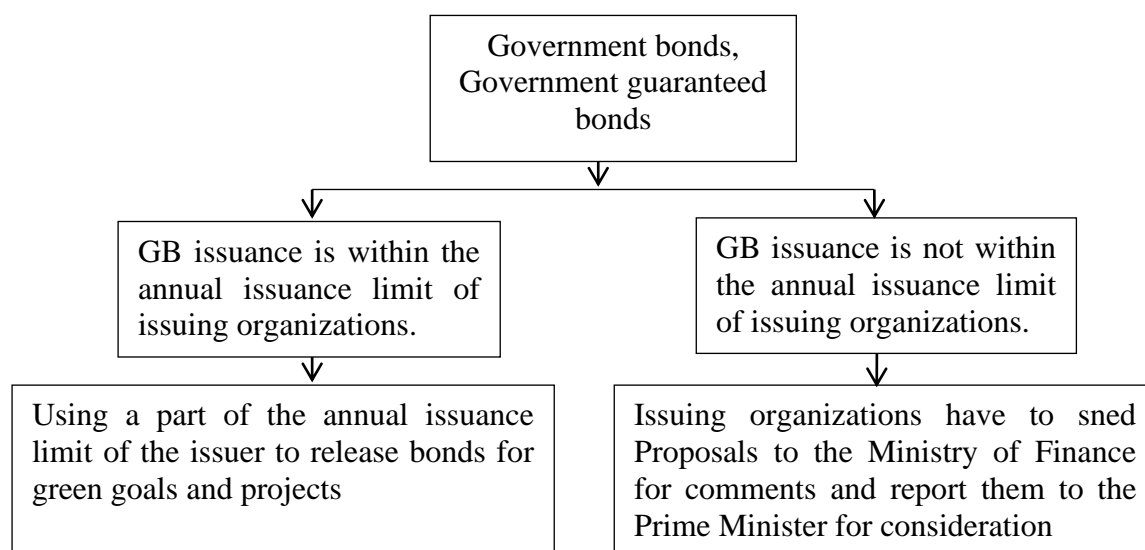 Government bonds,
Government guaranteed
bonds
GB issuance is within the
annual issuance limit of
issuing organizations.
GB issuance is not within
the annual issuance limit
of issuing organizations.
Using a part of the annual issuance
limit of the issuer to release bonds for
green goals and projects
Issuing organizations have to sned
Proposals to the Ministry of Finance
for comments and report them to the
Prime Minister for consideration